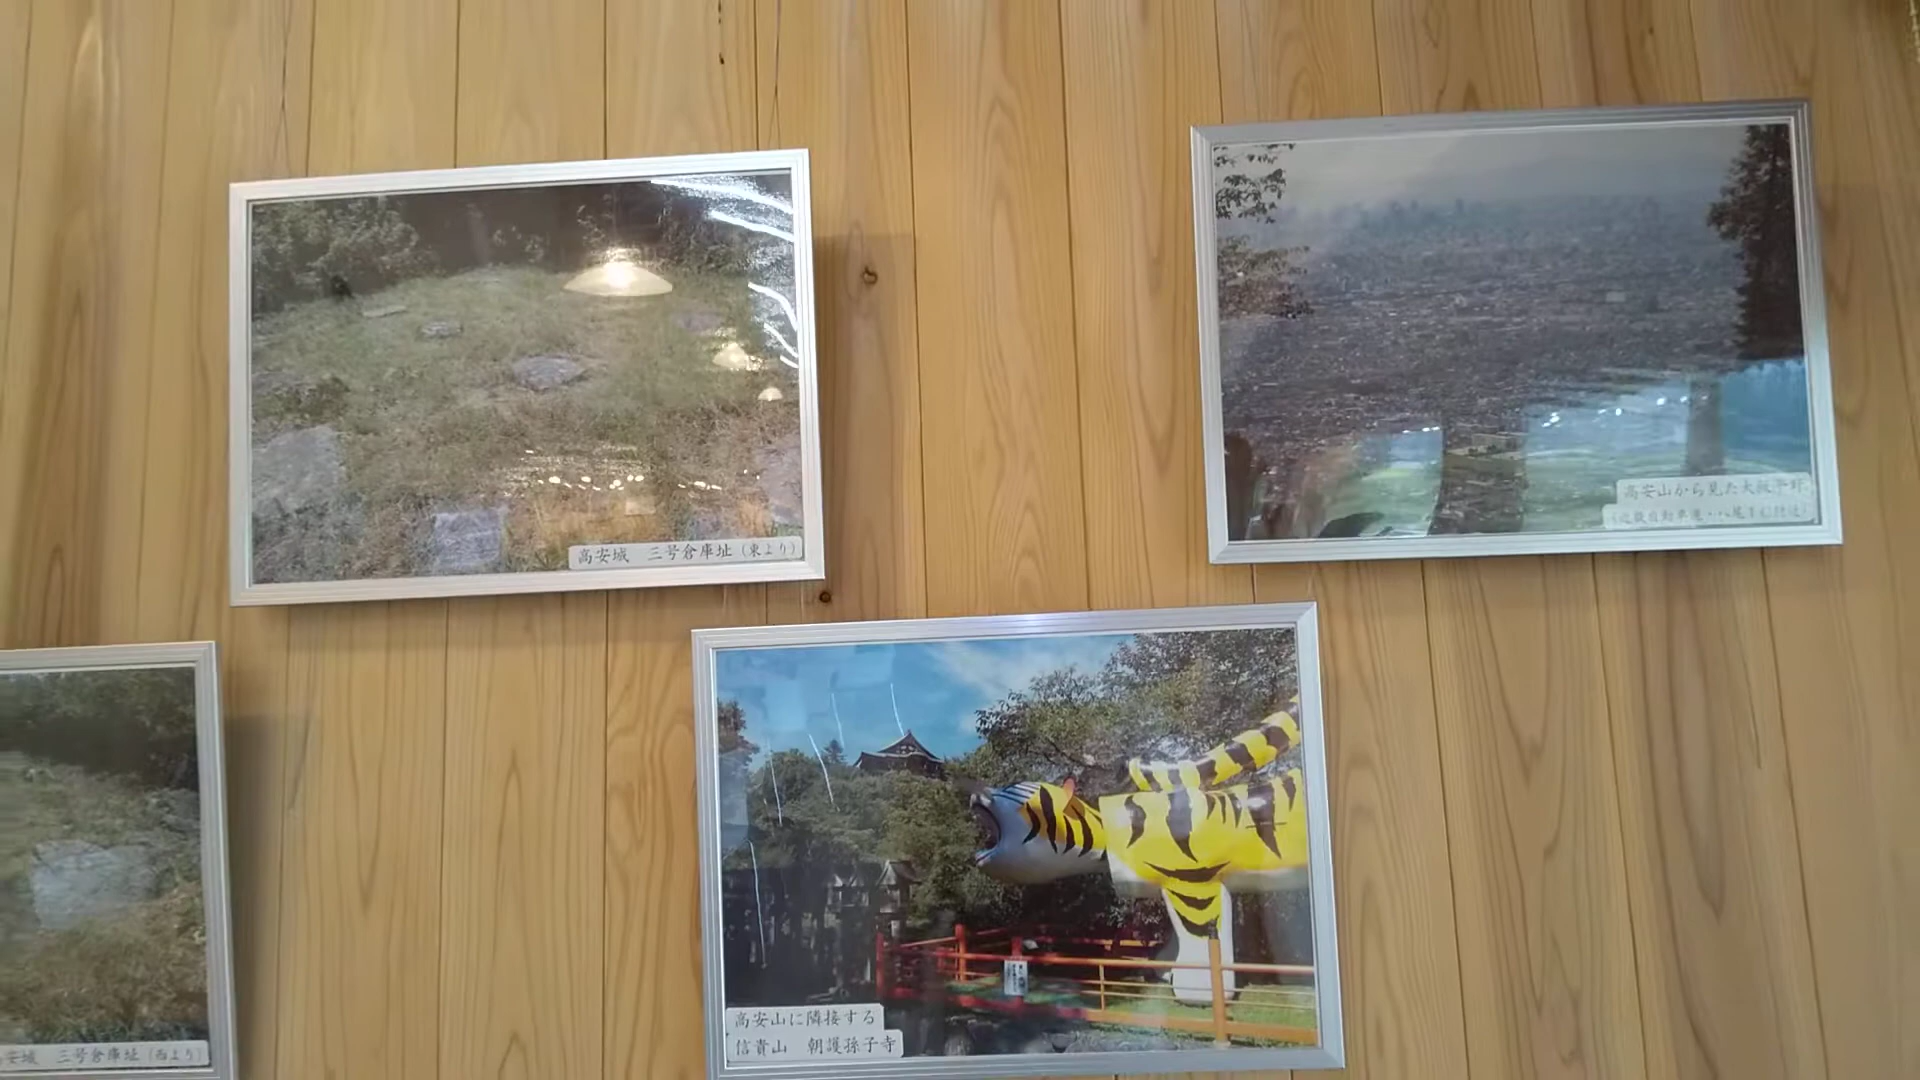 高安城 三号倉庫址(東より)
高安山から見た大阪平野
安城 三号倉庫址(西より)
高安山に隣接する
信貴山 朝護孫子寺